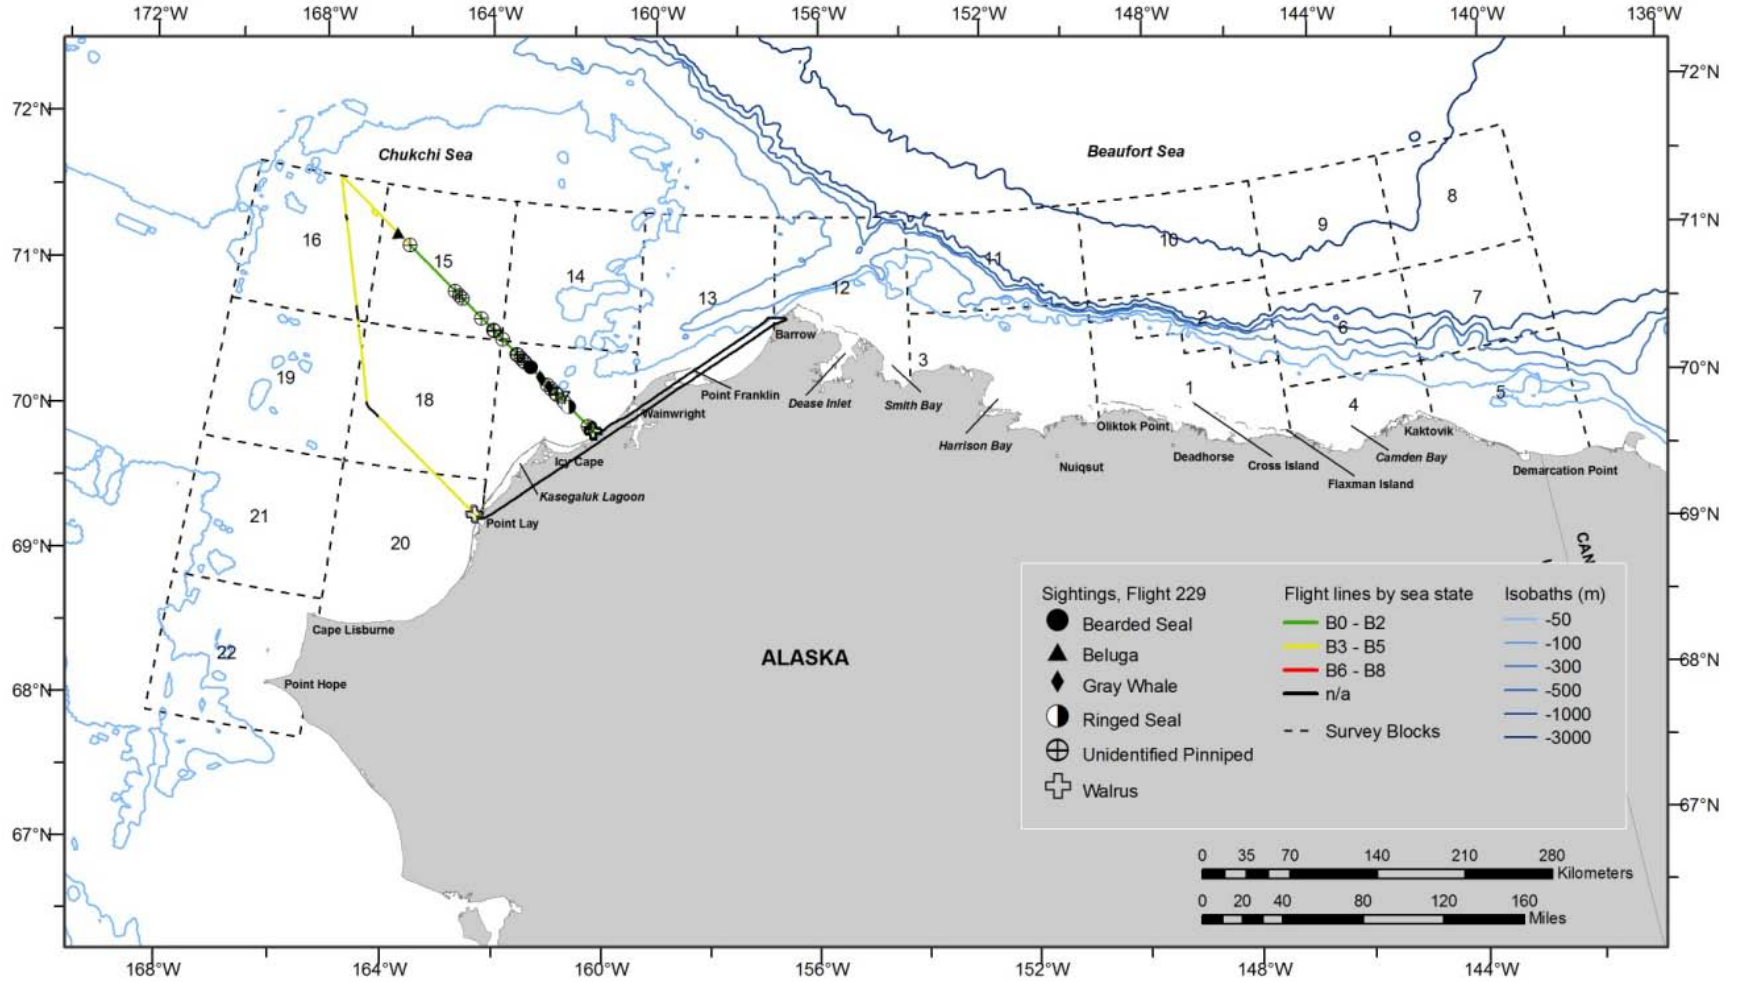 172°W 168°W 164°W 160°W 156°W 152°W 148°W 144°W 140°W 136°W
72°N
72°N
Chukchi Sea
Beaufort Sea
8
71°N
9
16
10
71°N
15
11
14
12
13
7
2
6
Barrow
3
70°N
19
Point Franklin
1
5
18
Dease Inlet
Smith Bay
4
70°N
Wainwright
Oliktok Point
Kaktovik
Harrison Bay
Deadhorse
Camden Bay
Icy Cape
Nuiqsut
Cross Island
Demarcation Point
Flaxman Island
Kasegaluk Lagoon
21
Point Lay
69°N
20
69°N
CAN
Sightings, Flight 229
Bearded Seal
Beluga
Gray Whale
Ringed Seal
Unidentified Pinniped
Walrus
Flight lines by sea state
B0 - B2
B3 - B5
B6 - B8
n/a
Survey Blocks
Isobaths (m)
-50
-100
-300
-500
-1000
-3000
Cape Lisburne
22
ALASKA
68°N
Point Hope
68°N
67°N
67°N
0 35 70 140 210 280
Kilometers
0 20 40 80 120 160
Miles
168°W 164°W 160°W 156°W 152°W 148°W 144°W